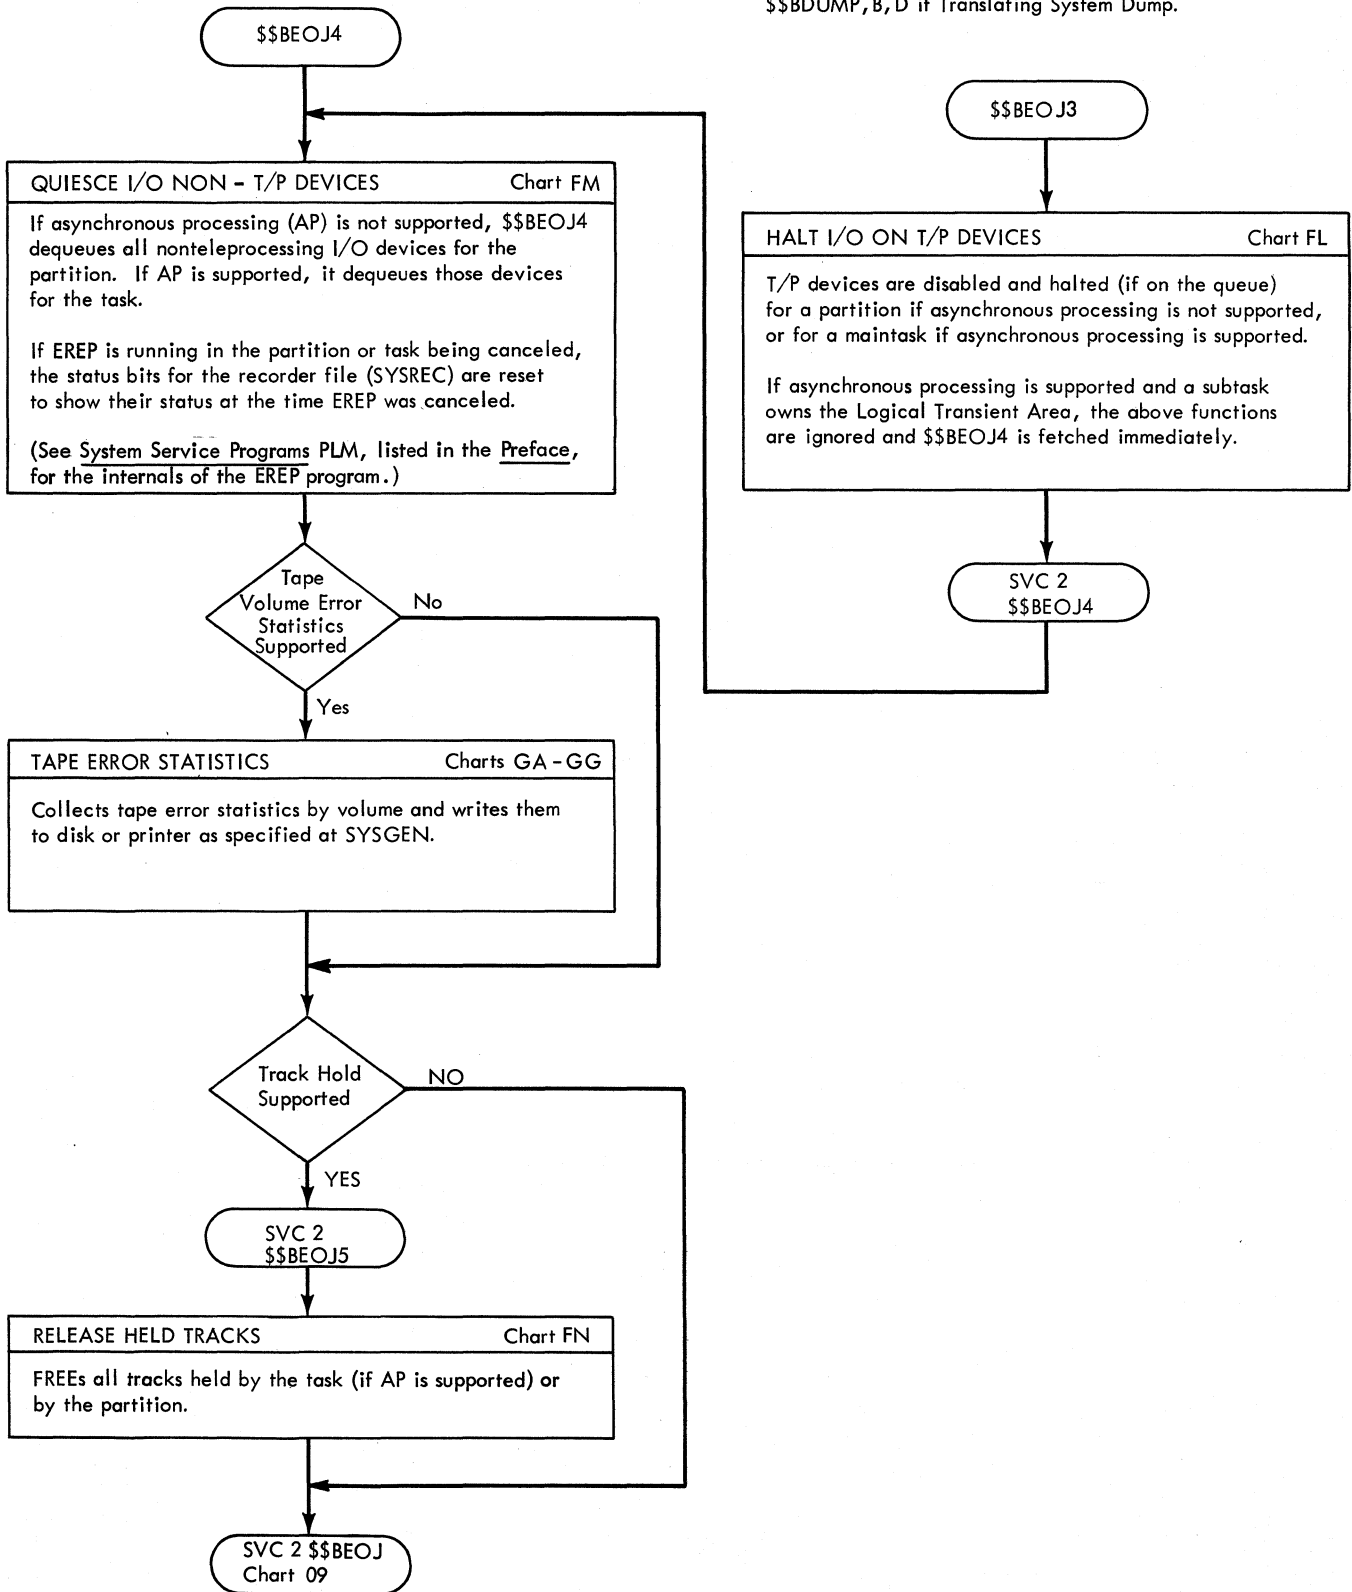 $$BDUMP,B,D if Translating System Dump.
$$BEOJ4
QUIESCE I/O NON - T/P DEVICES Chart FM
If asynchronous processing (AP) is not supported, $$BEOJ4
dequeues all nonteleprocessing I/O devices for the
partition. If AP is supported, it dequeues those devices
for the task.
If EREP is running in the partition or task being canceled,
the status bits for the recorder file (SYSREC) are reset
to show their status at the time EREP was canceled.
(See System Service Programs PLM, listed in the Preface,
for the internals of the EREP program.)
Tape
Volume Error
Statistics
Supported
No
Yes
TAPE ERROR STATISTICS Charts GA - GG
Collects tape error statistics by volume and writes them
to disk or printer as specified at SYSGEN.
Track Hold
Supported
NO
YES
SVC 2
$$BEOJ5
RELEASE HELD TRACKS Chart FN
FREEs all tracks held by the task (if AP is supported) or
by the partition.
SVC 2 $$BEOJ
Chart 09
$$BEOJ3
HALT I/O ON T/P DEVICES Chart FL
T/P devices are disabled and halted (if on the queue)
for a partition if asynchronous processing is not supported,
or for a maintask if asynchronous processing is supported.
If asynchronous processing is supported and a subtask
owns the Logical Transient Area, the above functions
are ignored and $$BEOJ4 is fetched immediately.
SVC 2
$$BEOJ4